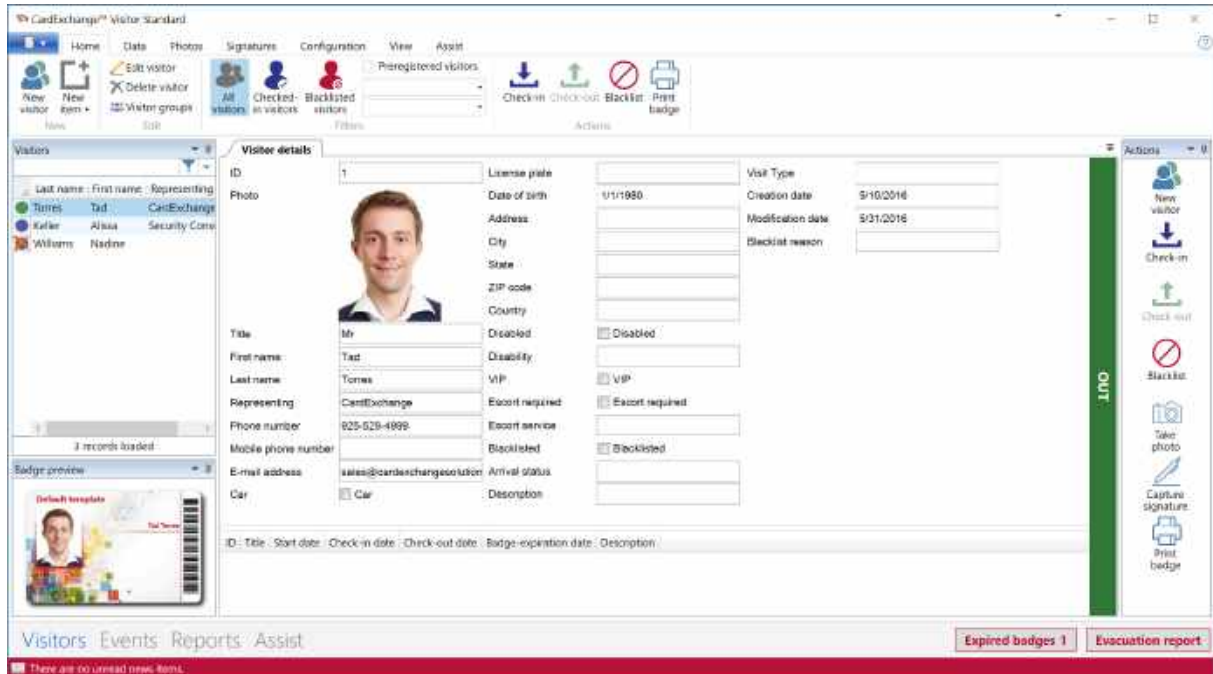 CardExchange™ Visitor Standard
Home Data Photos Signatures Configuration View Assist
New visitor
New item
Edit visitor
Delete visitor
Visitor groups
All visitors
Checked-in visitors
Blacklisted visitors
Preregistered visitors
Check-in
Check-out
Blacklist
Print badge
New
Edit
Filters
Actions
Visitors
Last name First name Representing
Torres Tad CardExchange
Keller Alissa Security Cons
Williams Nadine
3 records loaded
Badge preview
Default template
Tad Torres
Visitor details
ID 1
Photo
Title Mr
First name Tad
Last name Torres
Representing CardExchange
Phone number 925-529-4999
Mobile phone number
E-mail address sales@cardexchangesolution
Car Car
License plate
Date of birth 1/1/1980
Address
City
State
ZIP code
Country
Disabled Disabled
Disability
VIP VIP
Escort required Escort required
Escort service
Blacklisted Blacklisted
Arrival status
Description
Visit Type
Creation date 5/10/2016
Modification date 5/31/2016
Blacklist reason
ID Title Start date Check-in date Check-out date Badge-expiration date Description
OUT
Actions
New visitor
Check-in
Check-out
Blacklist
Take photo
Capture signature
Print badge
Visitors Events Reports Assist
Expired badges 1
Evacuation report
There are no unread news items.